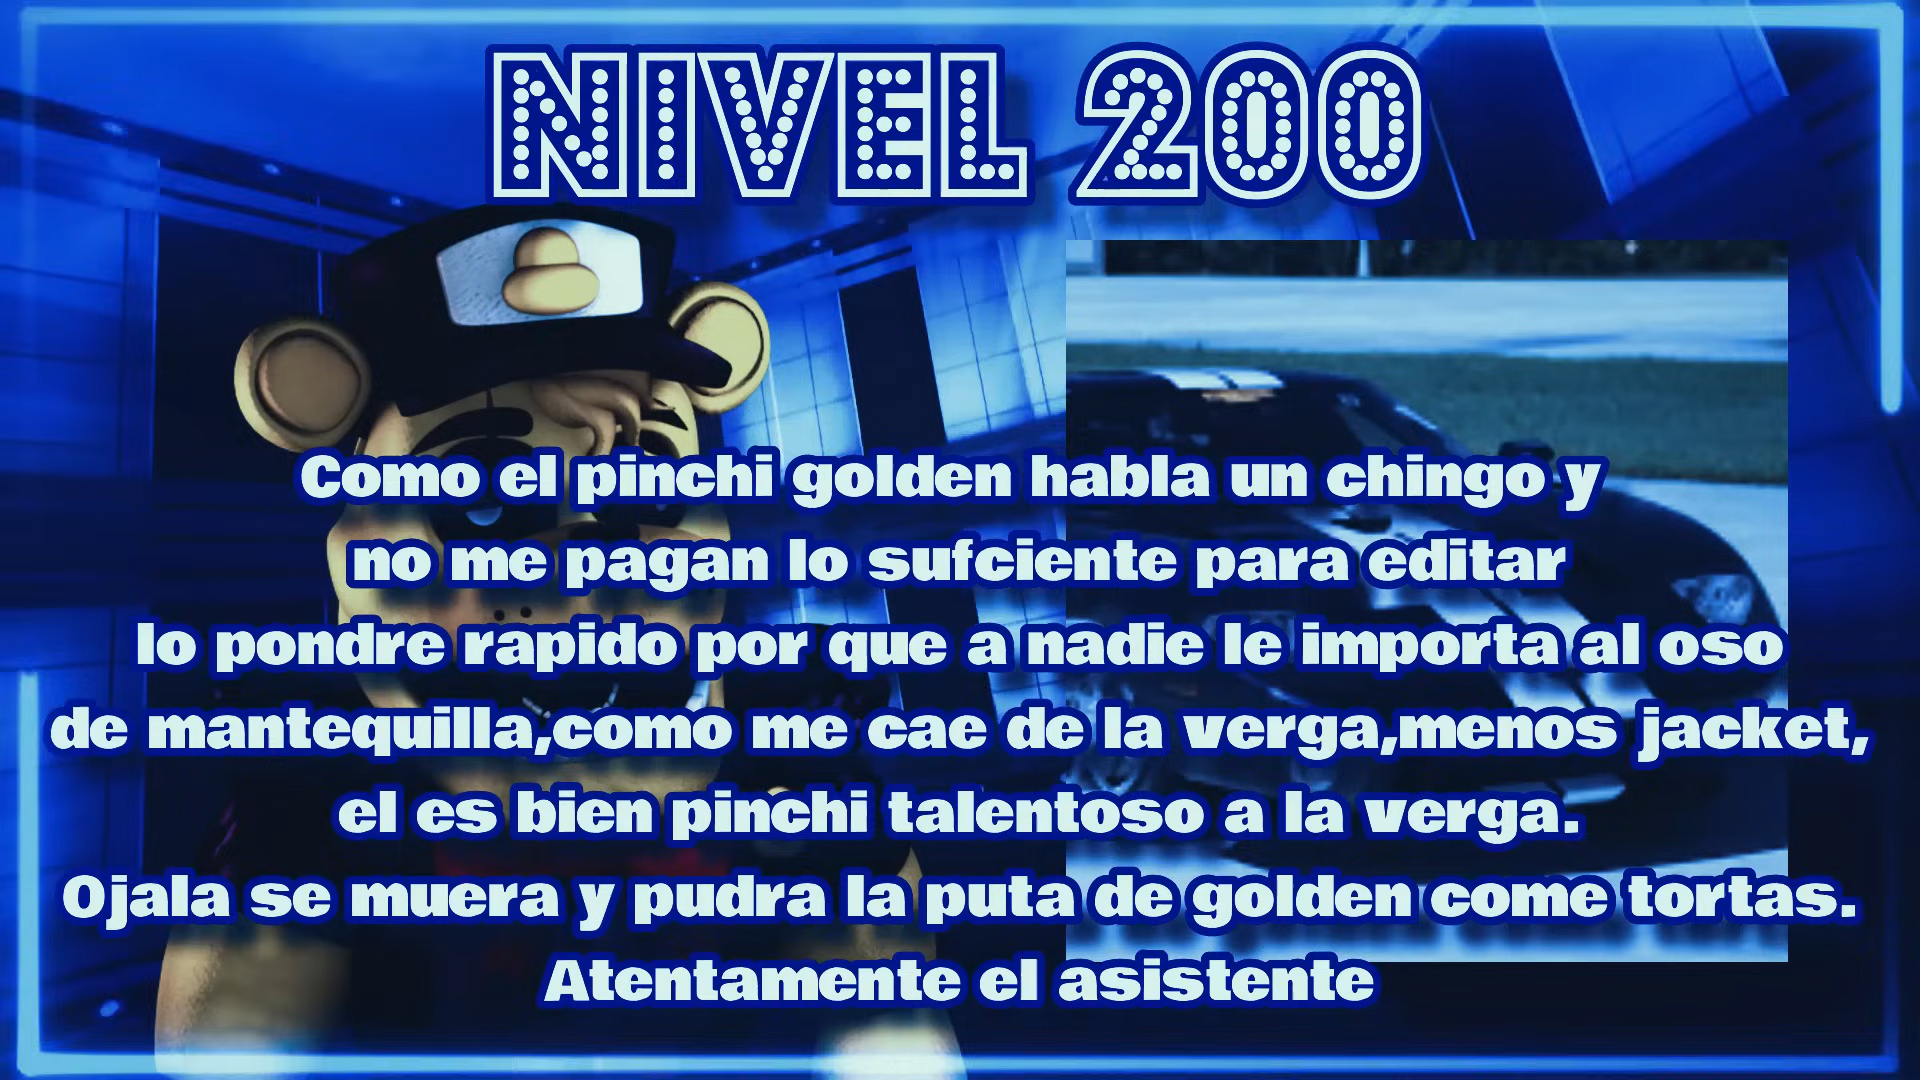 NIVEL 200
Como el pinchi golden habla un chingo y
no me pagan lo sufciente para editar
lo pondre rapido por que a nadie le importa al oso
de mantequilla,como me cae de la verga,menos jacket,
el es bien pinchi talentoso a la verga.
Ojala se muera y pudra la puta de golden come tortas.
Atentamente el asistente